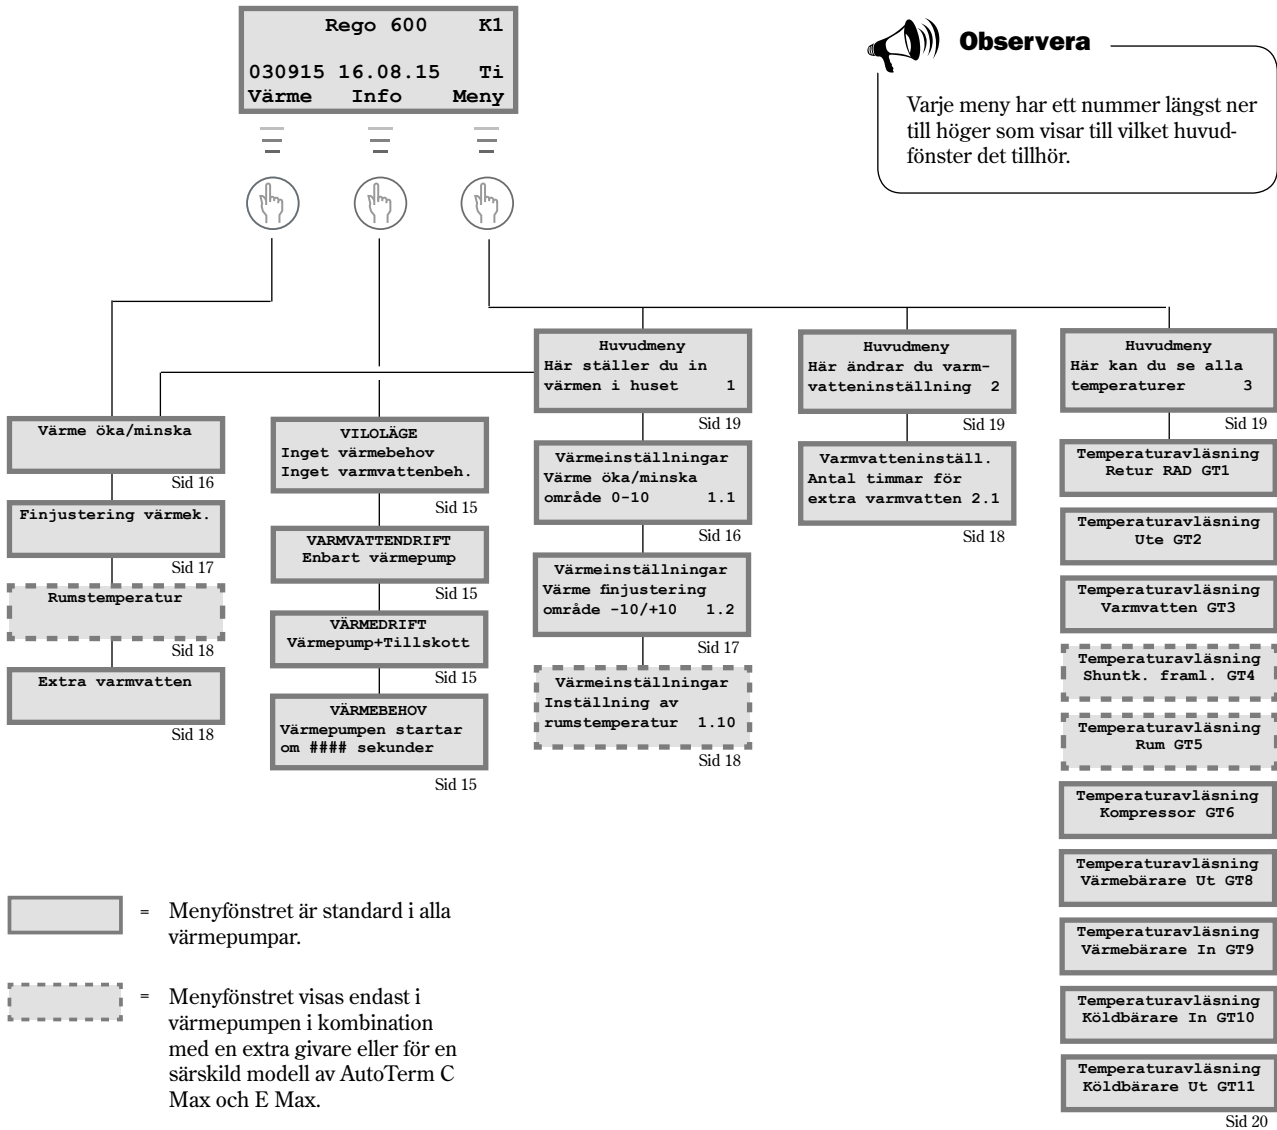 Rego 600 K1
030915 16.08.15 Ti
Värme Info Meny
Observera
Varje meny har ett nummer längst ner
till höger som visar till vilket huvud-
fönster det tillhör.
Värme öka/minska
Sid 16
Finjustering värmek.
Sid 17
Rumstemperatur
Sid 18
Extra varmvatten
Sid 18
VILOLÄGE
Inget värmebehov
Inget varmvattenbeh.
Sid 15
VARMVATTENDRIFT
Enbart värmepump
Sid 15
VÄRMEDRIFT
Värmepump+Tillskott
Sid 15
VÄRMEBEHOV
Värmepumpen startar
om #### sekunder
Sid 15
Huvudmeny
Här ställer du in
värmen i huset 1
Sid 19
Värmeinställningar
Värme öka/minska
område 0-10 1.1
Sid 16
Värmeinställningar
Värme finjustering
område -10/+10 1.2
Sid 17
Värmeinställningar
Inställning av
rumstemperatur 1.10
Sid 18
Huvudmeny
Här ändrar du varm-
vatteninställning 2
Sid 19
Varmvatteninställ.
Antal timmar för
extra varmvatten 2.1
Sid 18
Huvudmeny
Här kan du se alla
temperaturer 3
Sid 19
Temperaturavläsning
Retur RAD GT1
Temperaturavläsning
Ute GT2
Temperaturavläsning
Varmvatten GT3
Temperaturavläsning
Shuntk. framl. GT4
Temperaturavläsning
Rum GT5
Temperaturavläsning
Kompressor GT6
Temperaturavläsning
Värmebärare Ut GT8
Temperaturavläsning
Värmebärare In GT9
Temperaturavläsning
Köldbärare In GT10
Temperaturavläsning
Köldbärare Ut GT11
Sid 20
= Menyfönstret är standard i alla
värmepumpar.
= Menyfönstret visas endast i
värmepumpen i kombination
med en extra givare eller för en
särskild modell av AutoTerm C
Max och E Max.